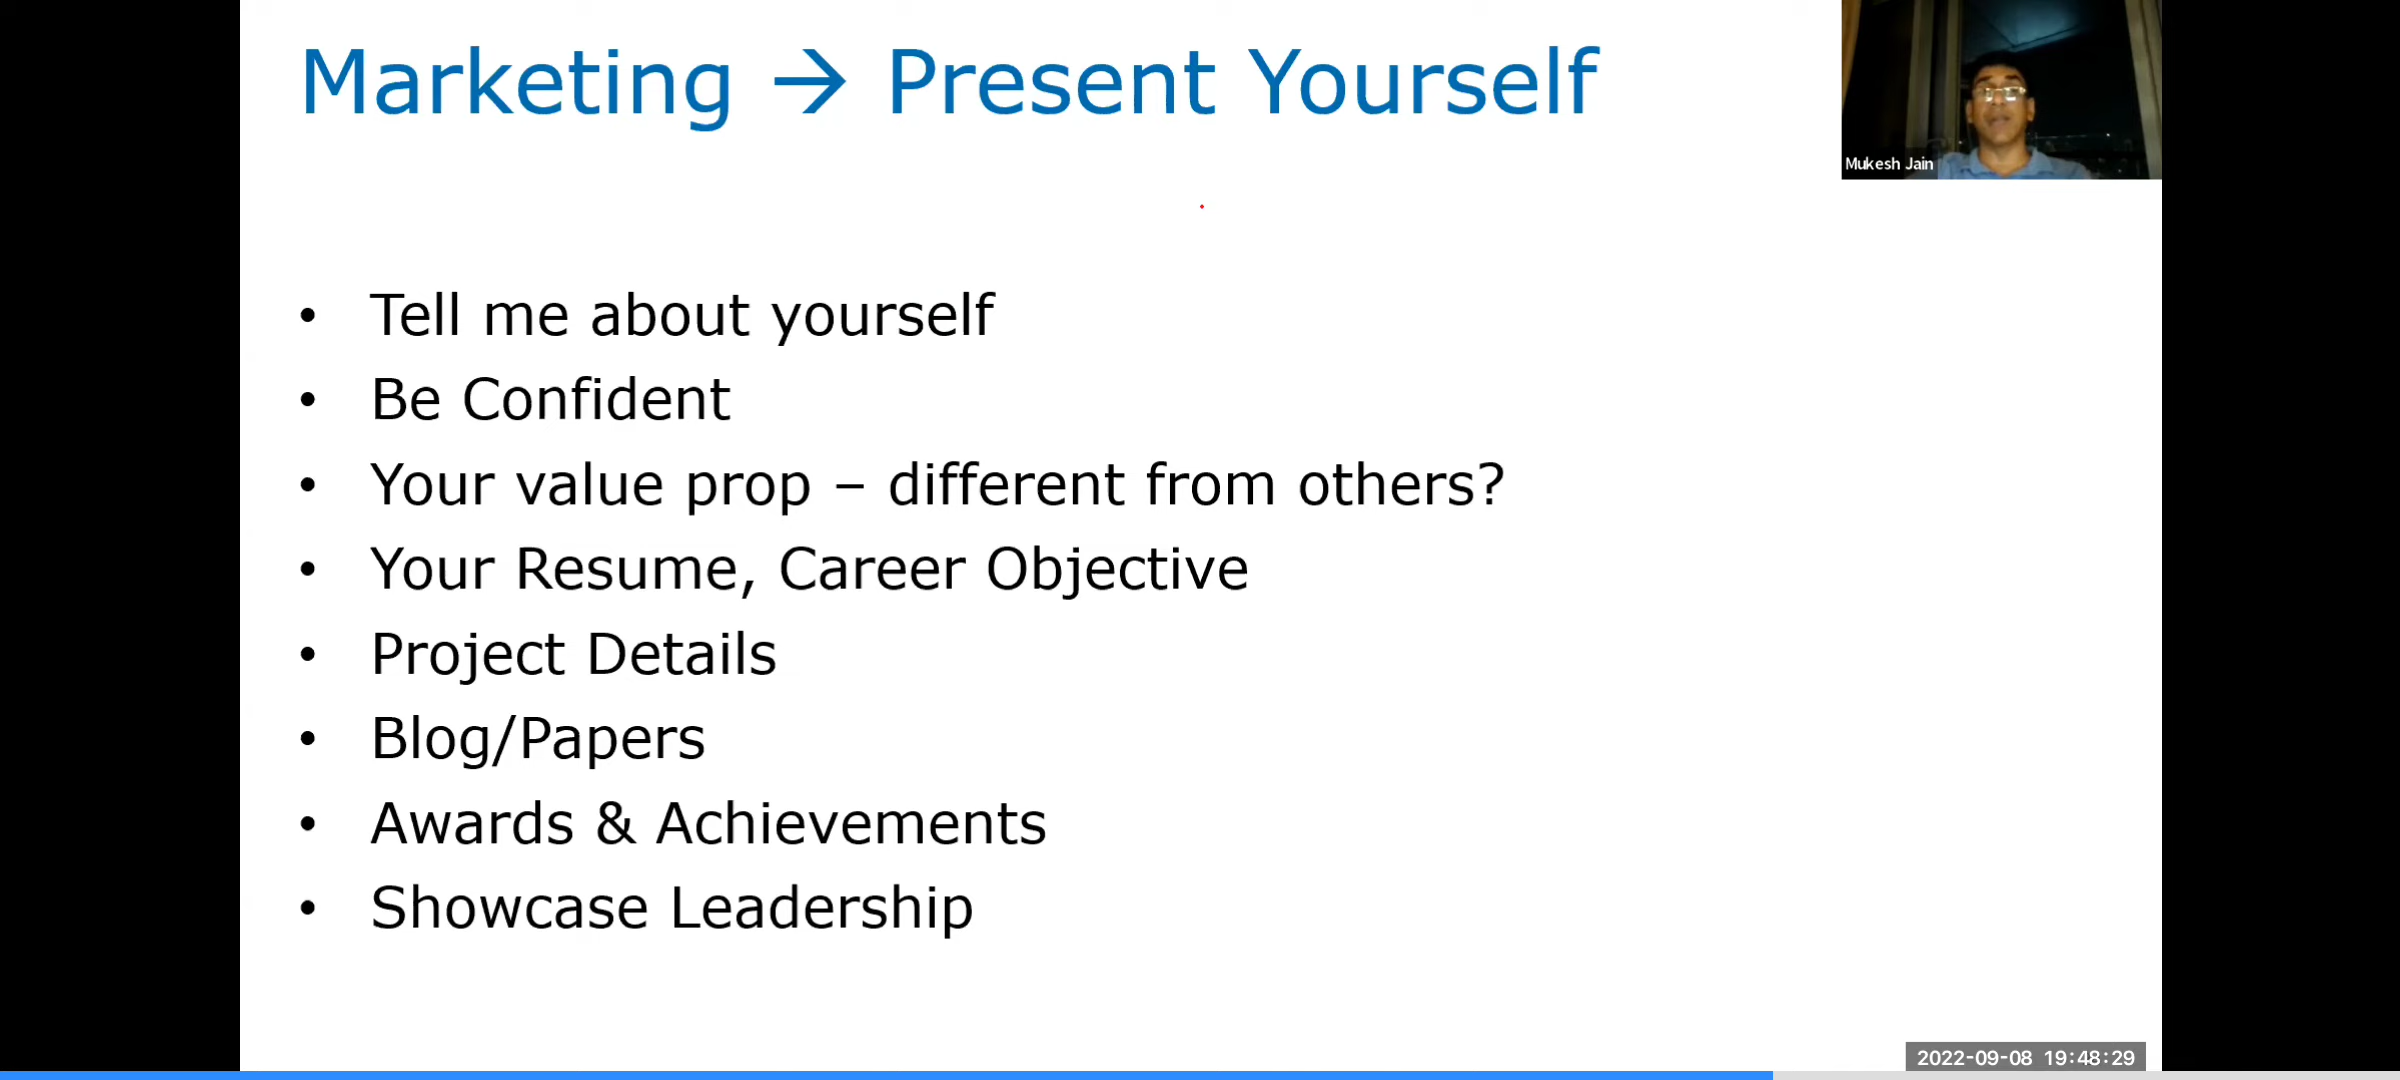 Marketing → Present Yourself
Mukesh Jain
• Tell me about yourself
• Be Confident
• Your value prop – different from others?
• Your Resume, Career Objective
• Project Details
• Blog/Papers
• Awards & Achievements
• Showcase Leadership
2022-09-08 19:48:29